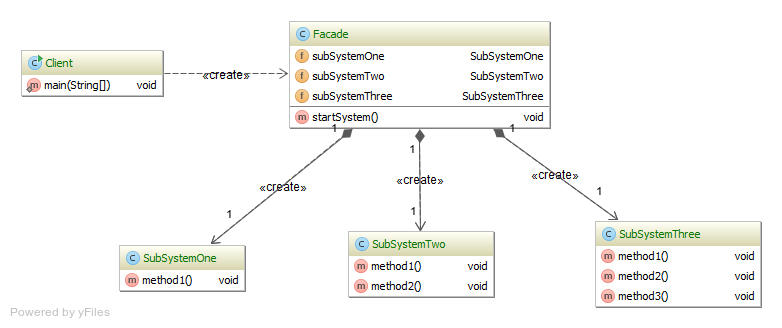 C Facade
f subSystemOne SubSystemOne
C Client
f subSystemTwo SubSystemTwo
m main(String[]) void
«create»
f subSystemThree SubSystemThree
m startSystem() void
1 1 1
«create» «create» «create»
1 1 1
C SubSystemOne
m method1() void
C SubSystemTwo
m method1() void
m method2() void
C SubSystemThree
m method1() void
m method2() void
m method3() void
Powered by yFiles